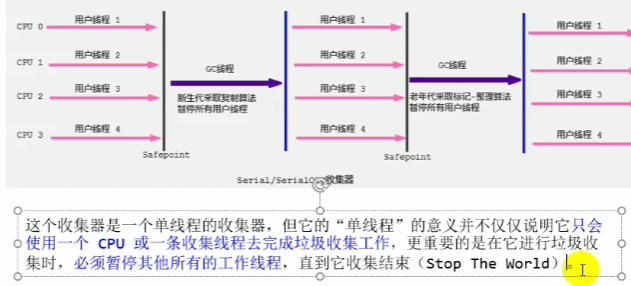 用户线程 1
用户线程 1
用户线程 1
CPU 0
用户线程 2
用户线程 2
用户线程 2
CPU 1
GC线程
GC线程
用户线程 3
用户线程 3
用户线程 3
CPU 2
新生代采取复制算法
暂停所有用户线程
老年代采取标记-整理算法
暂停所有用户线程
用户线程 4
用户线程 4
用户线程 4
CPU 3
Safepoint
Safepoint
Serial/Serial 收集器
这个收集器是一个单线程的收集器，但它的“单线程”的意义并不仅仅说明它只会
使用一个 CPU 或一条收集线程去完成垃圾收集工作，更重要的是在它进行垃圾收
集时，必须暂停其他所有的工作线程，直到它收集结束（Stop The World）。